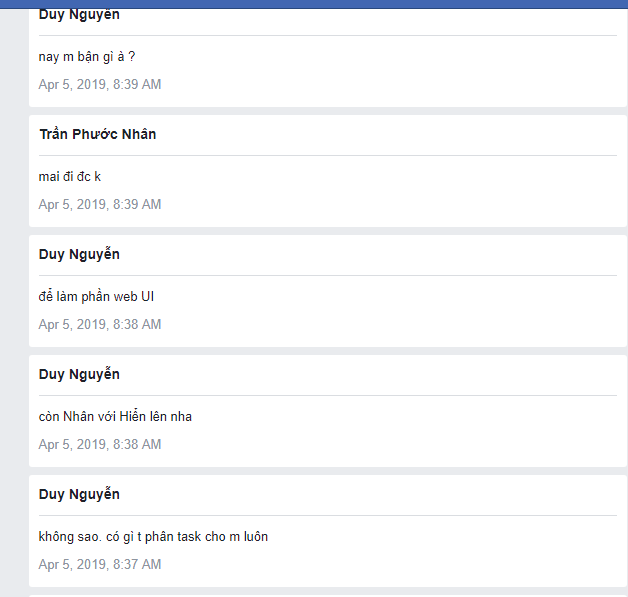 Duy Nguyễn
nay m bận gì à ?
Apr 5, 2019, 8:39 AM
Trần Phước Nhân
mai đi đc k
Apr 5, 2019, 8:39 AM
Duy Nguyễn
để làm phần web UI
Apr 5, 2019, 8:38 AM
Duy Nguyễn
còn Nhân với Hiển lên nha
Apr 5, 2019, 8:38 AM
Duy Nguyễn
không sao. có gì t phân task cho m luôn
Apr 5, 2019, 8:37 AM